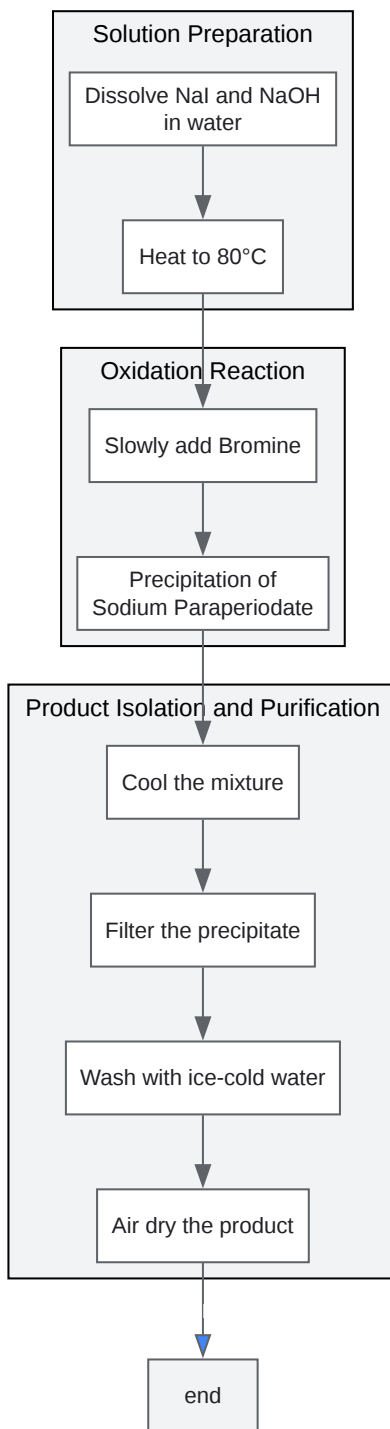 Solution Preparation
Dissolve NaI and NaOH
in water
Heat to 80°C
Oxidation Reaction
Slowly add Bromine
Precipitation of
Sodium Paraperiodate
Product Isolation and Purification
Cool the mixture
Filter the precipitate
Wash with ice-cold water
Air dry the product
end